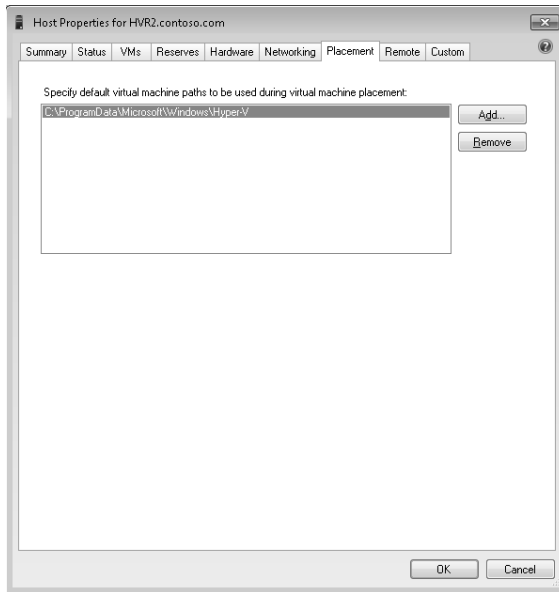 Host Properties for HVR2.contoso.com
Summary Status VMs Reserves Hardware Networking Placement Remote Custom
Specify default virtual machine paths to be used during virtual machine placement:
C:\ProgramData\Microsoft\Windows\Hyper-V
Add...
Remove
OK Cancel